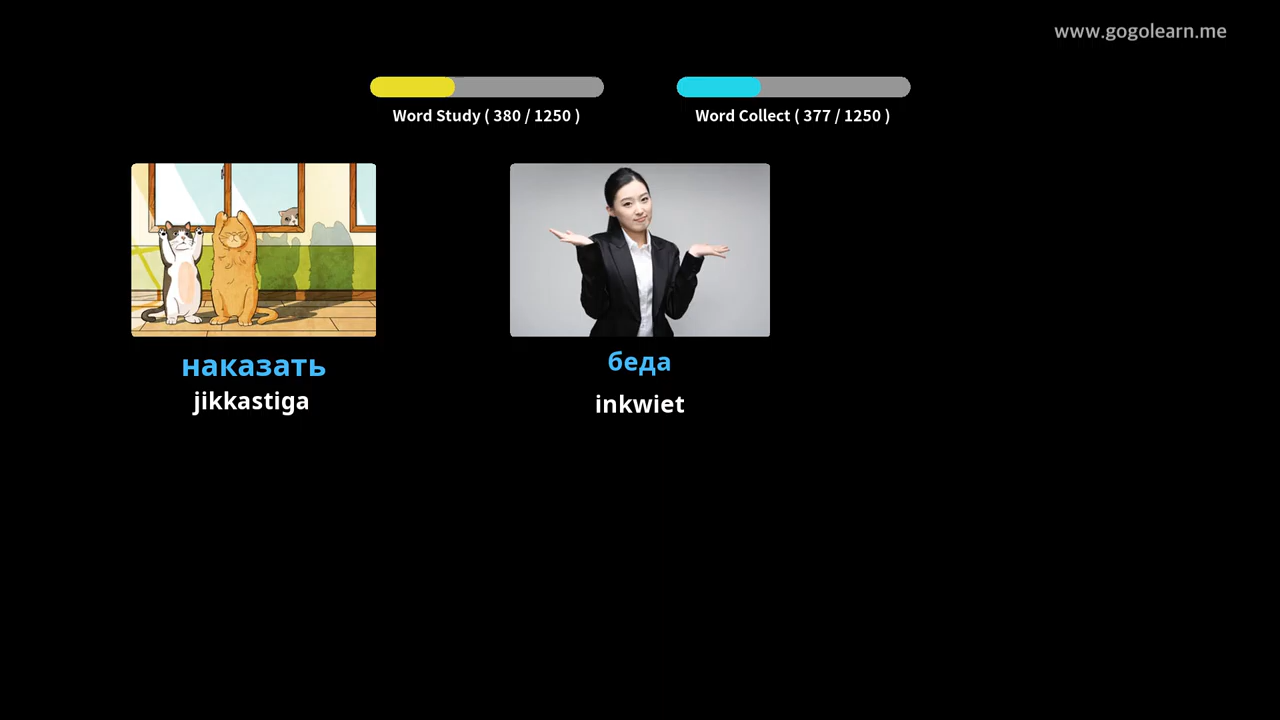 www.gogolearn.me
Word Study ( 380 / 1250 )
Word Collect ( 377 / 1250 )
наказать
jikkastiga
беда
inkwiet